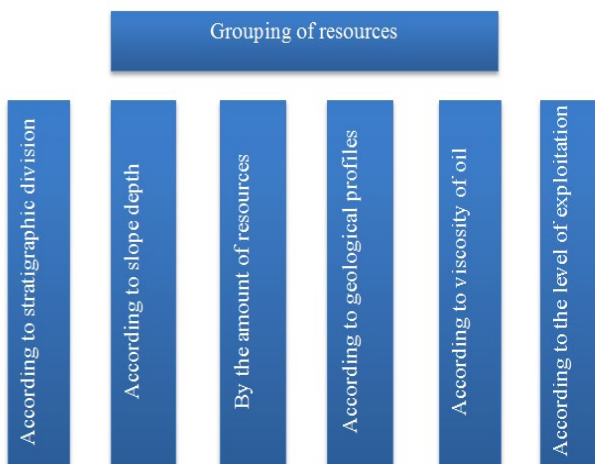 Grouping of resources
According to stratigraphic division
According to slope depth
By the amount of resources
According to geological profiles
According to viscosity of oil
According to the level of exploitation